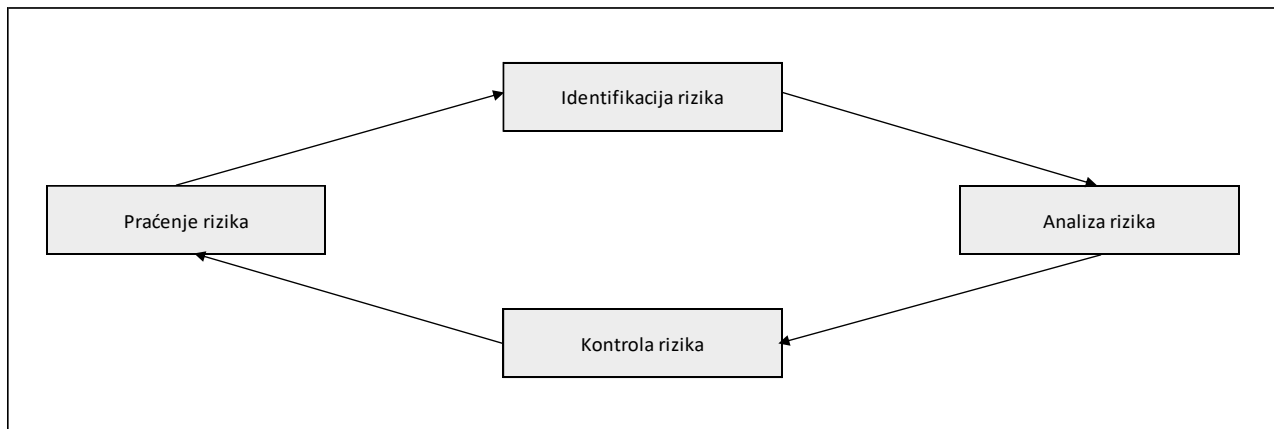 Identifikacija rizika
Praćenje rizika
Analiza rizika
Kontrola rizika